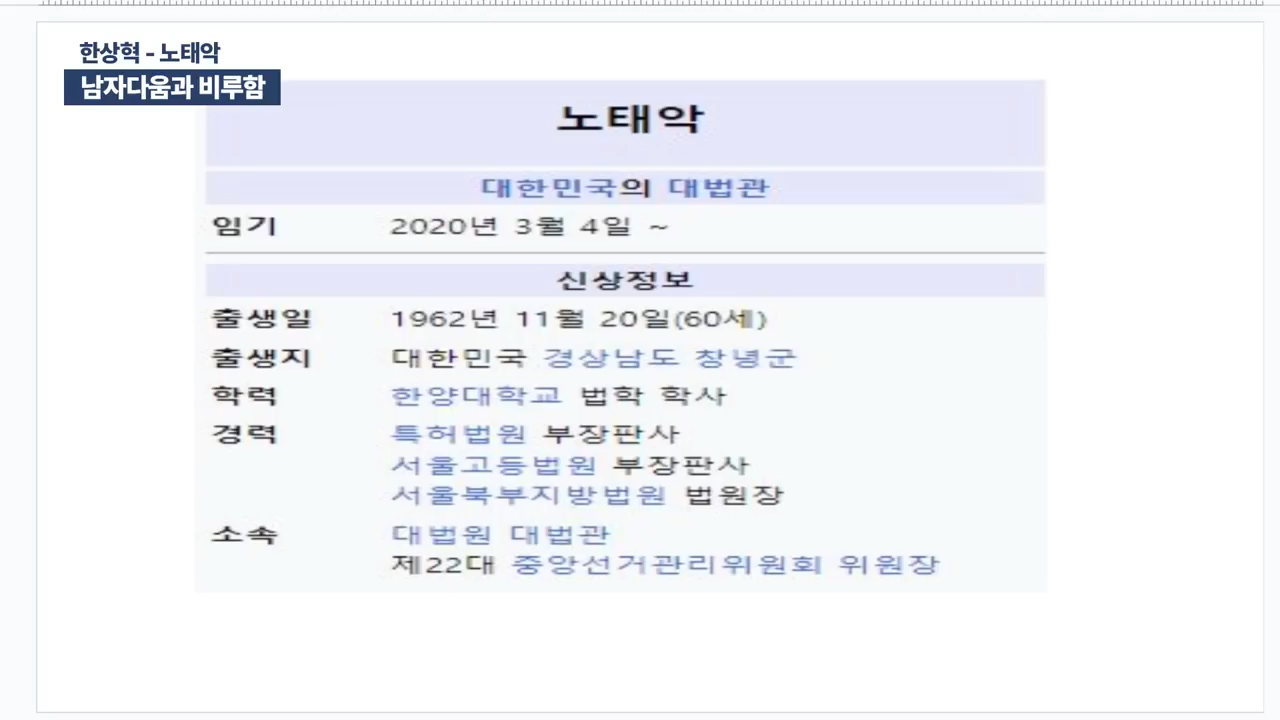 한상혁 - 노태악
남자다움과 비루함
노태악
대한민국의 대법관
임기 2020년 3월 4일 ~
신상정보
출생일 1962년 11월 20일(60세)
출생지 대한민국 경상남도 창녕군
학력 한양대학교 법학 학사
경력 특허법원 부장판사
서울고등법원 부장판사
서울북부지방법원 법원장
소속 대법원 대법관
제22대 중앙선거관리위원회 위원장